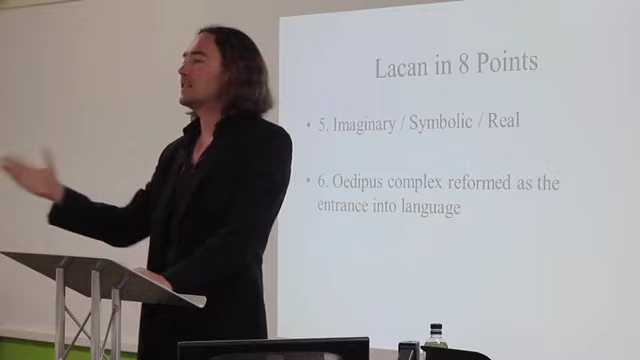 Lacan in 8 Points
• 5. Imaginary / Symbolic / Real
• 6. Oedipus complex reformed as the
entrance into language